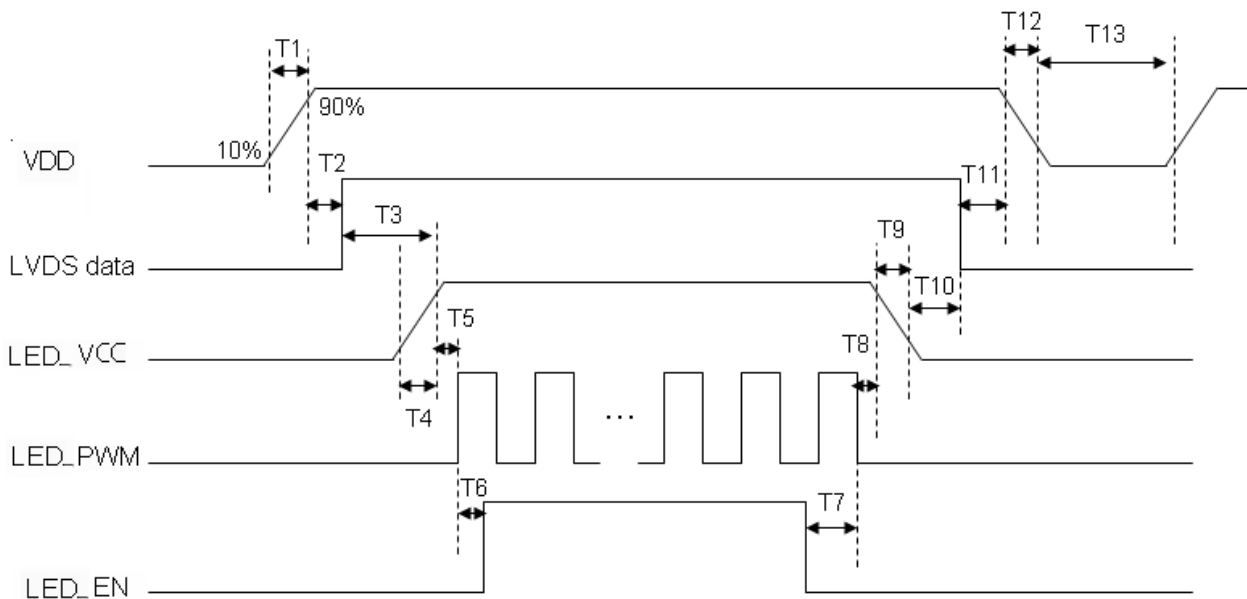 T1
T12
T13
90%
10%
VDD
T2
T11
T3
T9
LVDS data
T10
T5
T8
LED_VCC
T4
...
LED_PWM
T6
T7
LED_EN